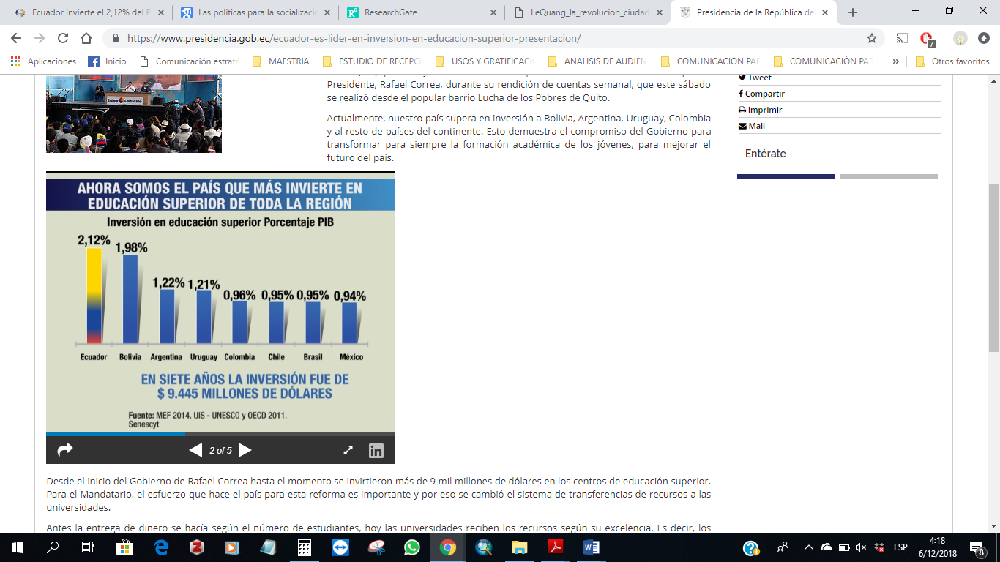 Ecuador invierte el 2,12% del P
Las políticas para la socializació
ResearchGate
LeQuang_la_revolucion_ciudad
Presidencia de la República de
https://www.presidencia.gob.ec/ecuador-es-lider-en-inversion-en-educacion-superior-presentacion/
7
Aplicaciones
Inicio
Comunicación estrate
MAESTRIA
ESTUDIO DE RECEPCI
USOS Y GRATIFICACI
ANALISIS DE AUDIEN
COMUNICACIÓN PAR
COMUNICACIÓN PAR
»
Otros favoritos
Enlace Ciudadano
Presidente, Rafael Correa, durante su rendición de cuentas semanal, que este sábado
se realizó desde el popular barrio Lucha de los Pobres de Quito.
Actualmente, nuestro país supera en inversión a Bolivia, Argentina, Uruguay, Colombia
y al resto de países del continente. Esto demuestra el compromiso del Gobierno para
transformar para siempre la formación académica de los jóvenes, para mejorar el
futuro del país.
Tweet
Compartir
Imprimir
Mail
Entérate
AHORA SOMOS EL PAÍS QUE MÁS INVIERTE EN
EDUCACIÓN SUPERIOR DE TODA LA REGIÓN
Inversión en educación superior Porcentaje PIB
2,12% 1,98% 1,22% 1,21% 0,96% 0,95% 0,95% 0,94%
Ecuador Bolivia Argentina Uruguay Colombia Chile Brasil México
EN SIETE AÑOS LA INVERSIÓN FUE DE
$ 9.445 MILLONES DE DÓLARES
Fuente: MEF 2014. UIS - UNESCO y OECD 2011.
Senescyt
2 of 5
in
Desde el inicio del Gobierno de Rafael Correa hasta el momento se invirtieron más de 9 mil millones de dólares en los centros de educación superior.
Para el Mandatario, el esfuerzo que hace el país para esta reforma es importante y por eso se cambió el sistema de transferencias de recursos a las
universidades.
Antes la entrega de dinero se hacía según el número de estudiantes, hoy las universidades reciben los recursos según su excelencia. Es decir, los
ESP
4:18
6/12/2018
8